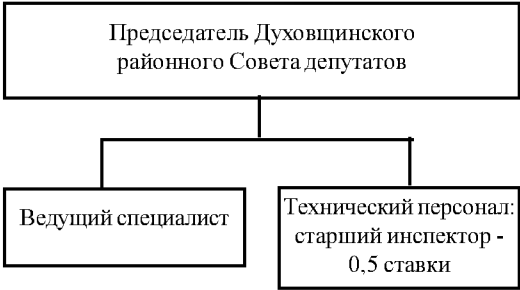 Председатель Духовщинского
районного Совета депутатов
Ведущий специалист
Технический персонал:
старший инспектор -
0,5 ставки